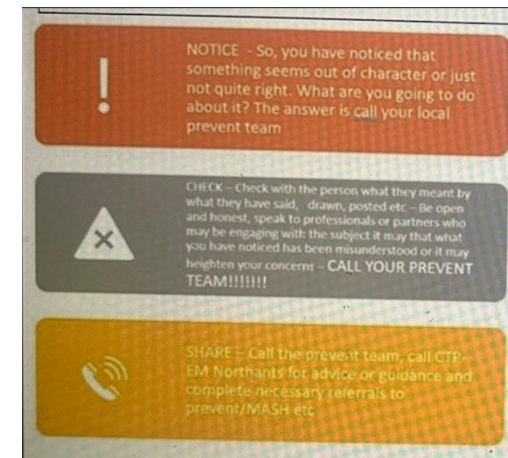 NOTICE - So, you have noticed that
something seems out of character or just
not quite right. What are you going to do
about it? The answer is call your local
prevent team
CHECK – Check with the person what they meant by
what they have said, drawn, posted etc – Be open
and honest, speak to professionals or partners who
may be engaging with the subject it may that what
you have noticed has been misunderstood or it may
heighten your concerns – CALL YOUR PREVENT
TEAM!!!!!!!
SHARE – Call the prevent team, call CTP-
EM Northants for advice or guidance and
complete necessary referrals to
prevent/MASH etc